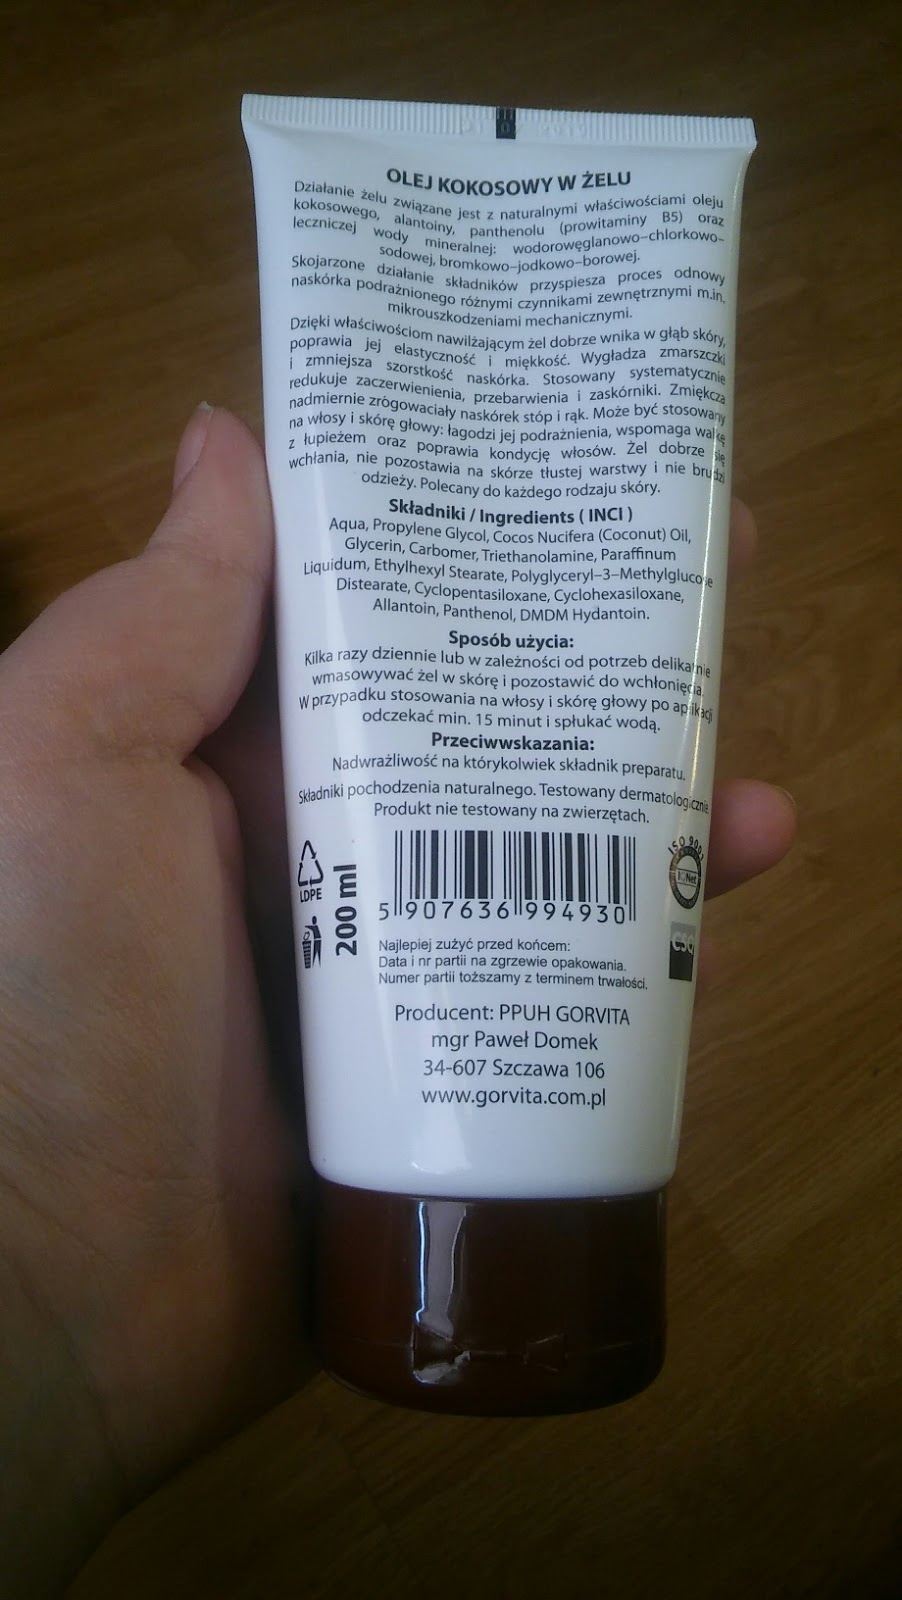 OLEJ KOKOSOWY W ŻELU
Działanie żelu związane jest z naturalnymi właściwościami oleju
kokosowego, alantoiny, panthenolu (prowitaminy B5) oraz
leczniczej wody mineralnej: wodorowęglanowo–chlorkowo–
sodowej, bromkowo–jodkowo–borowej.
Skojarzone działanie składników przyspiesza proces odnowy
naskórka podrażnionego różnymi czynnikami zewnętrznymi m.in.
mikrouszkodzeniami mechanicznymi.
Dzięki właściwościom nawilżającym żel dobrze wnika w głąb skóry,
poprawia jej elastyczność i miękkość. Wygładza zmarszczki
i zmniejsza szorstkość naskórka. Stosowany systematycznie
redukuje zaczerwienienia, przebarwienia i zaskórniki. Zmiękcza
nadmiernie zrogowaciały naskórek stóp i rąk. Może być stosowany
na włosy i skórę głowy: łagodzi jej podrażnienia, wspomaga walkę
z łupieżem oraz poprawia kondycję włosów. Żel dobrze się
wchłania, nie pozostawia na skórze tłustej warstwy i nie brudzi
odzieży. Polecany do każdego rodzaju skóry.
Składniki / Ingredients ( INCI )
Aqua, Propylene Glycol, Cocos Nucifera (Coconut) Oil,
Glycerin, Carbomer, Triethanolamine, Paraffinum
Liquidum, Ethylhexyl Stearate, Polyglyceryl–3–Methylglucose
Distearate, Cyclopentasiloxane, Cyclohexasiloxane,
Allantoin, Panthenol, DMDM Hydantoin.
Sposób użycia:
Kilka razy dziennie lub w zależności od potrzeb delikatnie
wmasowywać żel w skórę i pozostawić do wchłonięcia.
W przypadku stosowania na włosy i skórę głowy po aplikacji
odczekać min. 15 minut i spłukać wodą.
Przeciwwskazania:
Nadwrażliwość na którykolwiek składnik preparatu.
Składniki pochodzenia naturalnego. Testowany dermatologicznie.
Produkt nie testowany na zwierzętach.
LDPE
200 ml
5 907636 994930
ISO 9001
IQNet
csq
Najlepiej zużyć przed końcem:
Data i nr partii na zgrzewie opakowania.
Numer partii toższamy z terminem trwałości.
Producent: PPUH GORVITA
mgr Paweł Domek
34-607 Szczawa 106
www.gorvita.com.pl